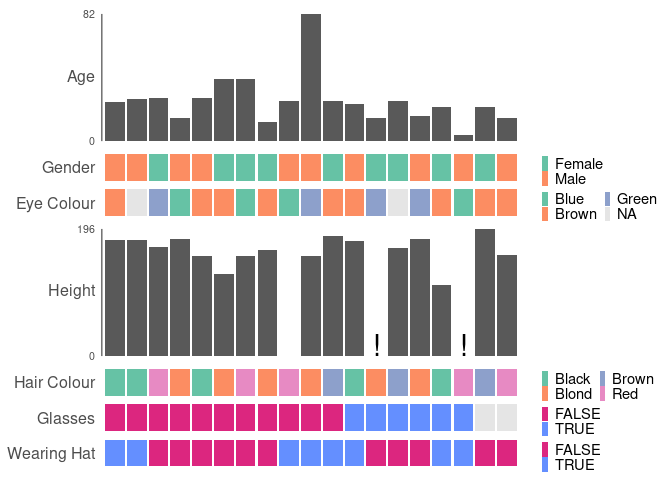 82
Age
0
Gender
Female
Male
Eye Colour
Blue Green
Brown NA
196
Height
0
! !
Hair Colour
Black Brown
Blond Red
Glasses
FALSE
TRUE
Wearing Hat
FALSE
TRUE